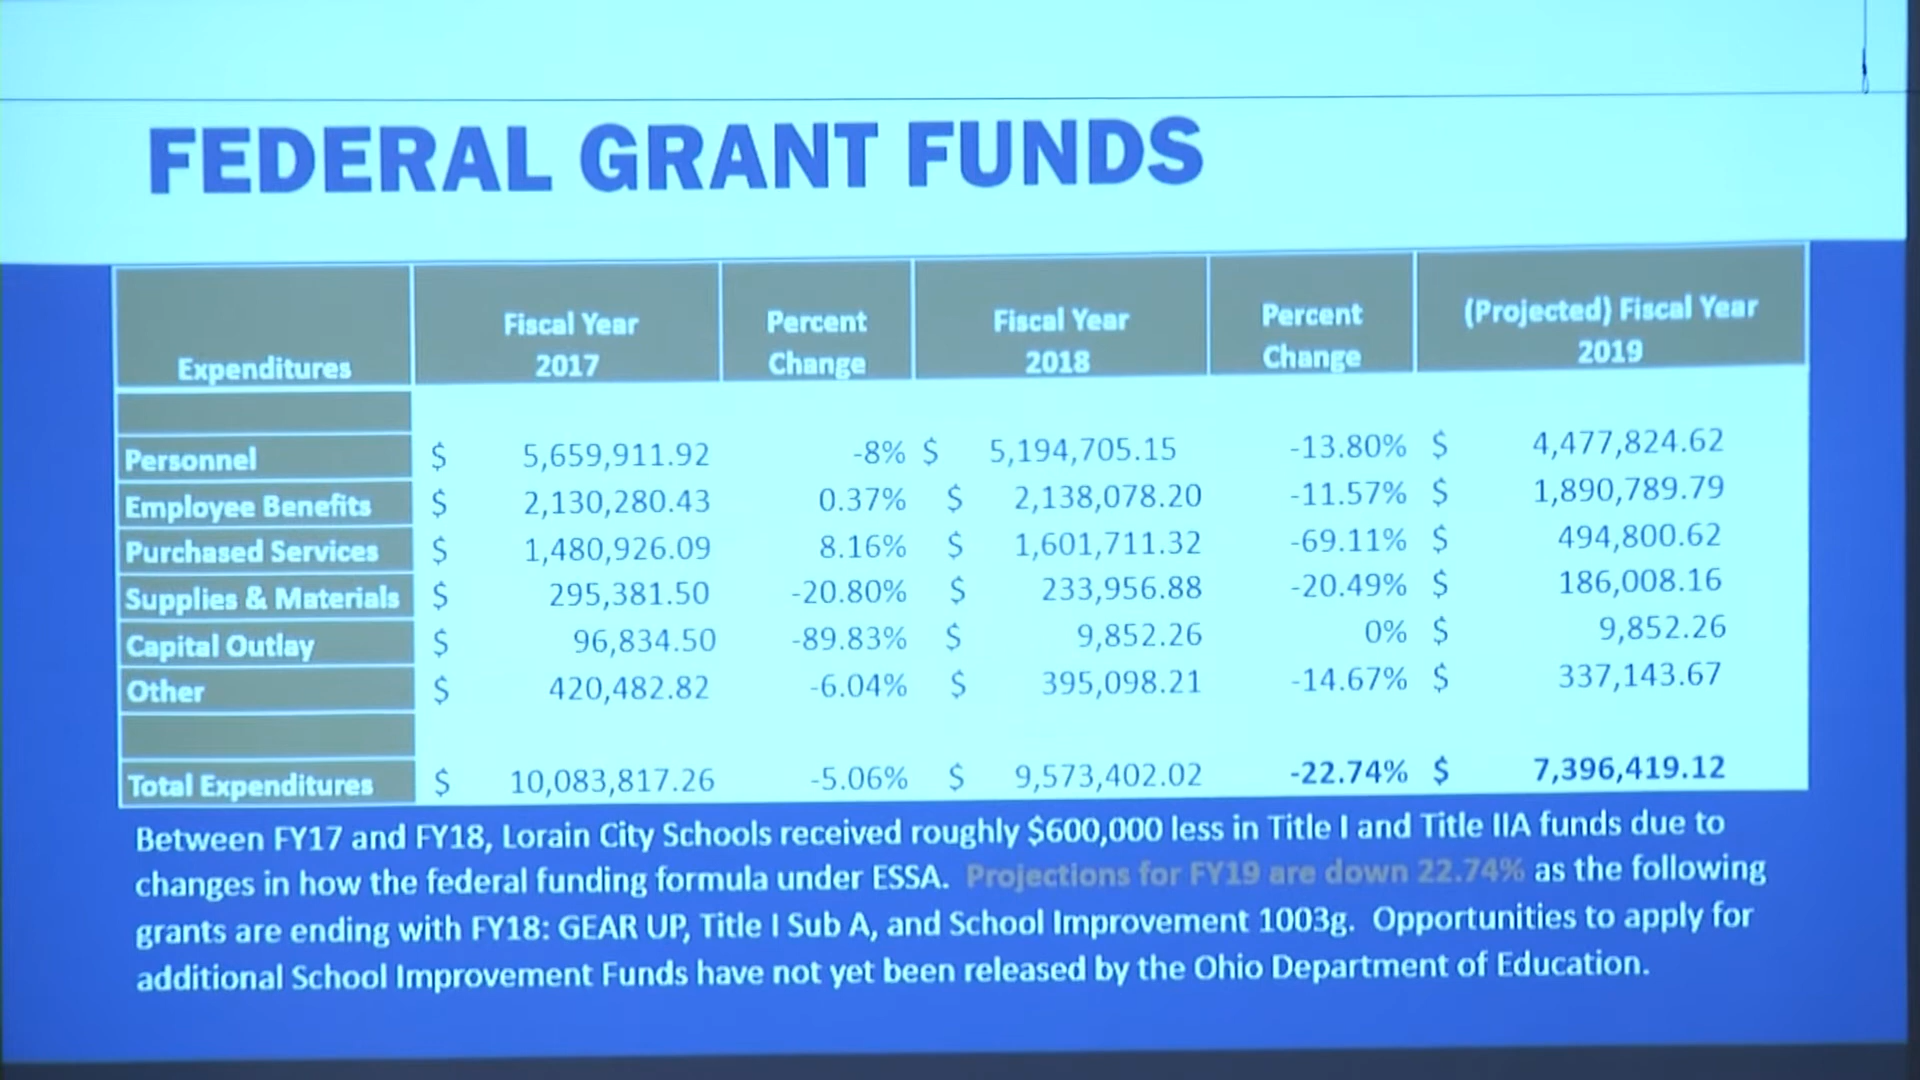 FEDERAL GRANT FUNDS
Expenditures Fiscal Year 2017 Percent Change Fiscal Year 2018 Percent Change (Projected) Fiscal Year 2019
Personnel $ 5,659,911.92 -8% $ 5,194,705.15 -13.80% $ 4,477,824.62
Employee Benefits $ 2,130,280.43 0.37% $ 2,138,078.20 -11.57% $ 1,890,789.79
Purchased Services $ 1,480,926.09 8.16% $ 1,601,711.32 -69.11% $ 494,800.62
Supplies & Materials $ 295,381.50 -20.80% $ 233,956.88 -20.49% $ 186,008.16
Capital Outlay $ 96,834.50 -89.83% $ 9,852.26 0% $ 9,852.26
Other $ 420,482.82 -6.04% $ 395,098.21 -14.67% $ 337,143.67
Total Expenditures $ 10,083,817.26 -5.06% $ 9,573,402.02 -22.74% $ 7,396,419.12
Between FY17 and FY18, Lorain City Schools received roughly $600,000 less in Title I and Title IIA funds due to
changes in how the federal funding formula under ESSA. Projections for FY19 are down 22.74% as the following
grants are ending with FY18: GEAR UP, Title I Sub A, and School Improvement 1003g. Opportunities to apply for
additional School Improvement Funds have not yet been released by the Ohio Department of Education.